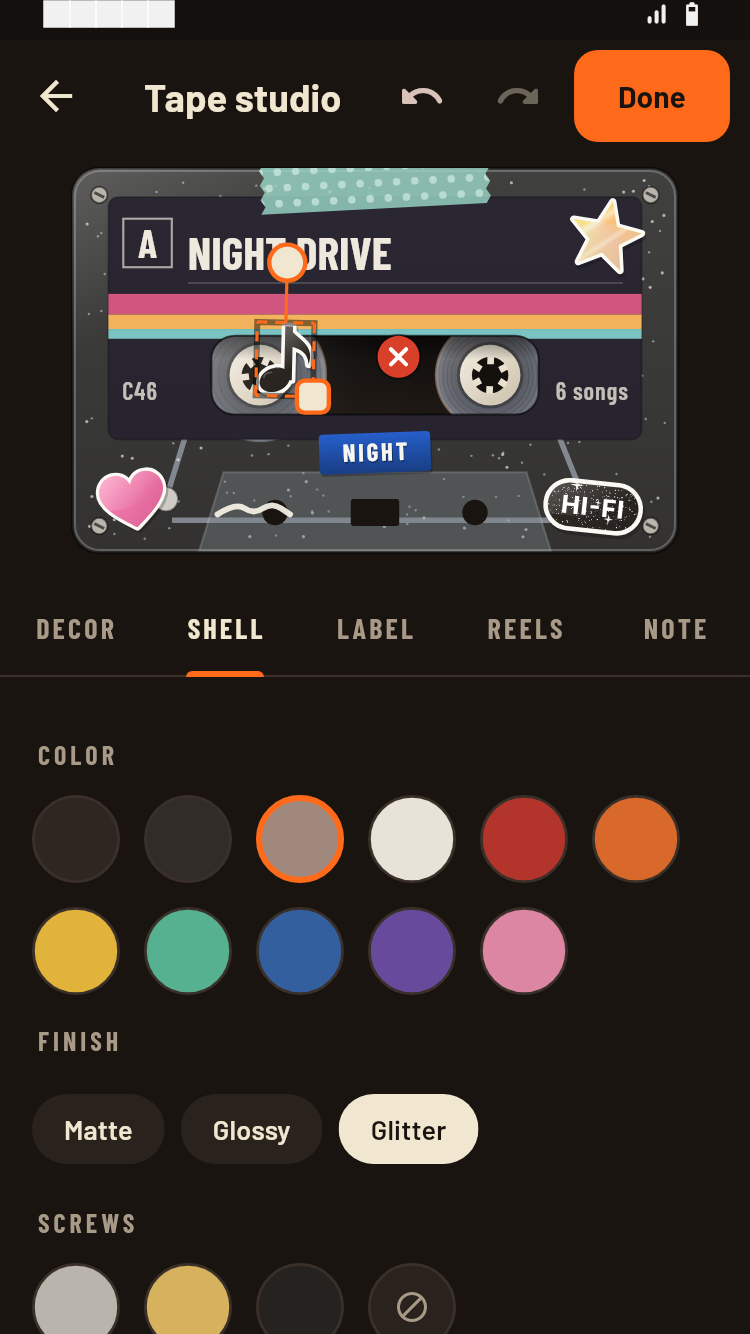 Tape studio
Done
A
NIGHT DRIVE
C46
6 songs
NIGHT
HI-FI
DECOR SHELL LABEL REELS NOTE
COLOR
FINISH
Matte Glossy Glitter
SCREWS